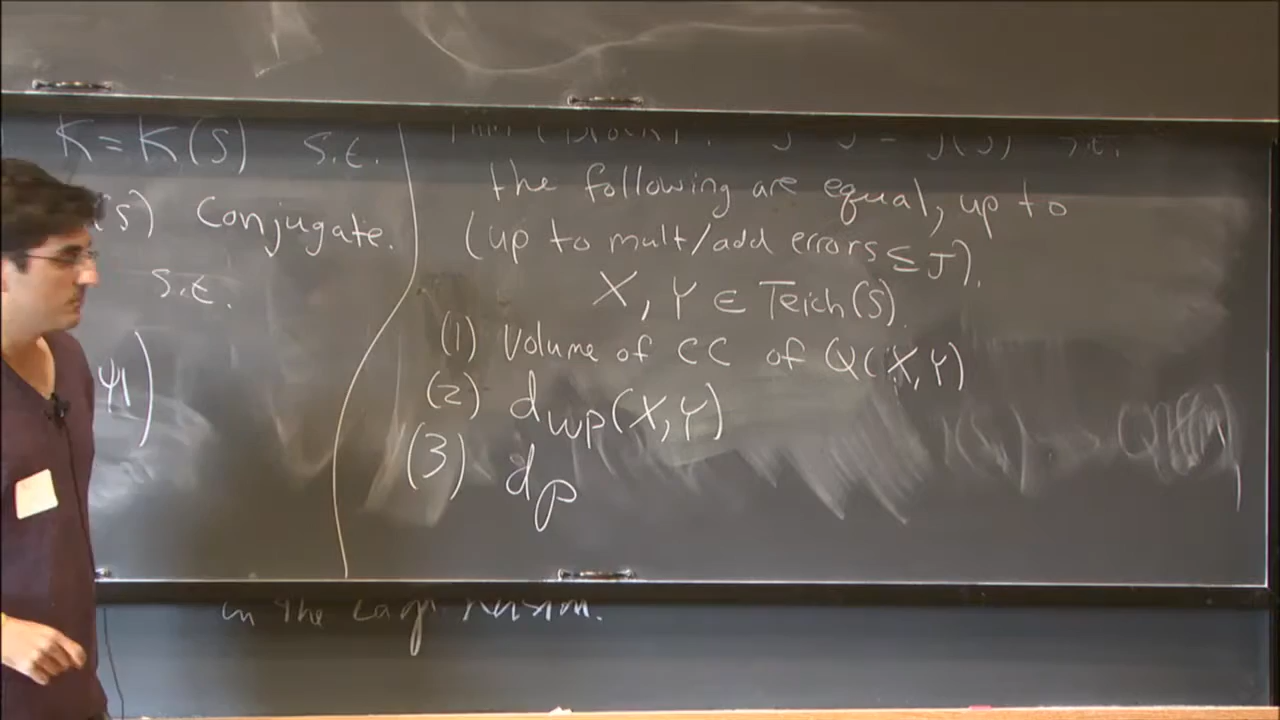 K = K(S) s.t.
(S) Conjugate.
s.t.
ψ1)
the following are equal, up to
(up to mult/add errors ≤ J).
X, Y ∈ Teich(S).
(1) Volume of CC of Q(X,Y)
(2) d_WP(X,Y)
(3) d_P
in the